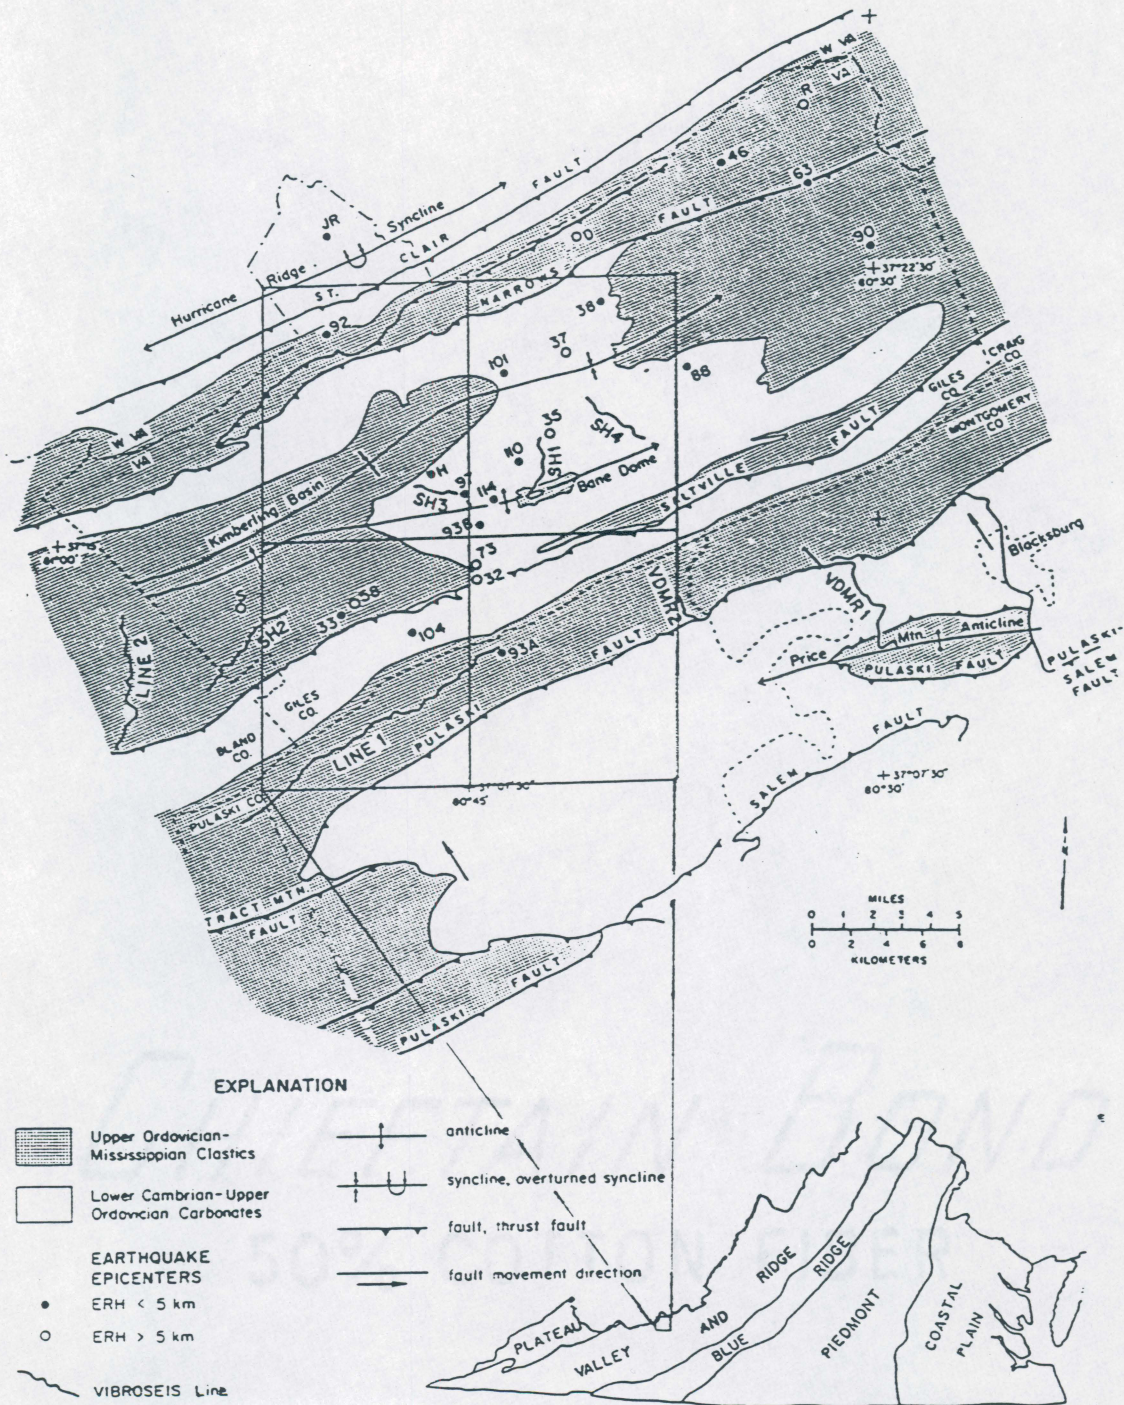 W VA
VA
R
46
63
FAULT
JR
Syncline
Ridge
Hurricane
ST. CLAIR FAULT
NARROWS FAULT
D
90
37°22'30"
80°30'
38
37
92
101
88
CRAIG CO.
GILES CO.
MONTGOMERY CO
W VA
VA
35
SH1
SH4
110
H
91
SH3
114
Bane Dome
SALTVILLE FAULT
Kimberling Basin
93B
81°00'
73
32
Blacksburg
S
58
33
SH2
104
93A
VDMR2
VDMR1
Price Mtn. Anticline
PULASKI FAULT
PULASKI-
SALEM
FAULT
LINE 2
GILES CO.
BLAND CO.
LINE 1
PULASKI FAULT
SALEM FAULT
37°07'30"
80°45'
37°07'30"
80°30'
PULASKI CO.
TRACT MTN.
FAULT
PULASKI FAULT
MILES
0 1 2 3 4 5
0 2 4 6 8
KILOMETERS
EXPLANATION
Upper Ordovician-
Mississippian Clastics
Lower Cambrian-Upper
Ordovician Carbonates
EARTHQUAKE
EPICENTERS
ERH < 5 km
ERH > 5 km
VIBROSEIS Line
anticline
syncline, overturned syncline
fault, thrust fault
fault movement direction
PLATEAU
VALLEY AND RIDGE
BLUE RIDGE
PIEDMONT
COASTAL
PLAIN
50% COTTON FIBER